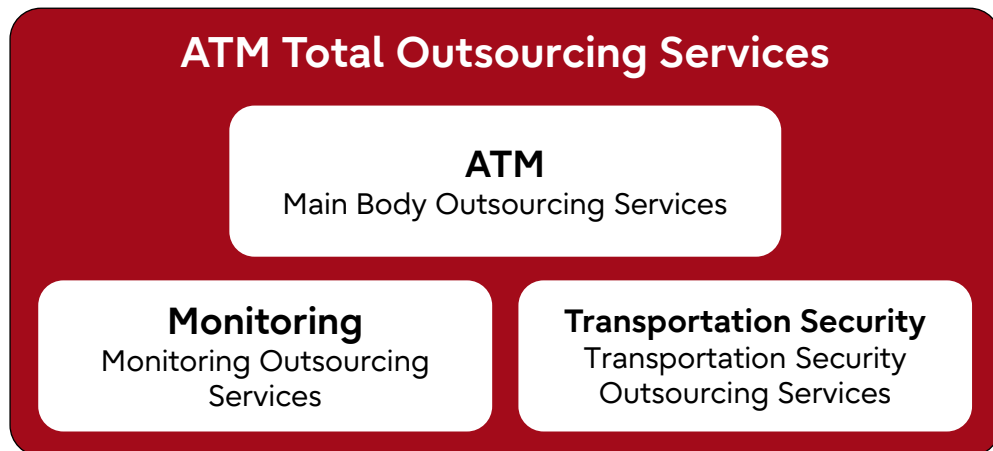 ATM Total Outsourcing Services
ATM
Main Body Outsourcing Services
Monitoring
Monitoring Outsourcing
Services
Transportation Security
Transportation Security
Outsourcing Services